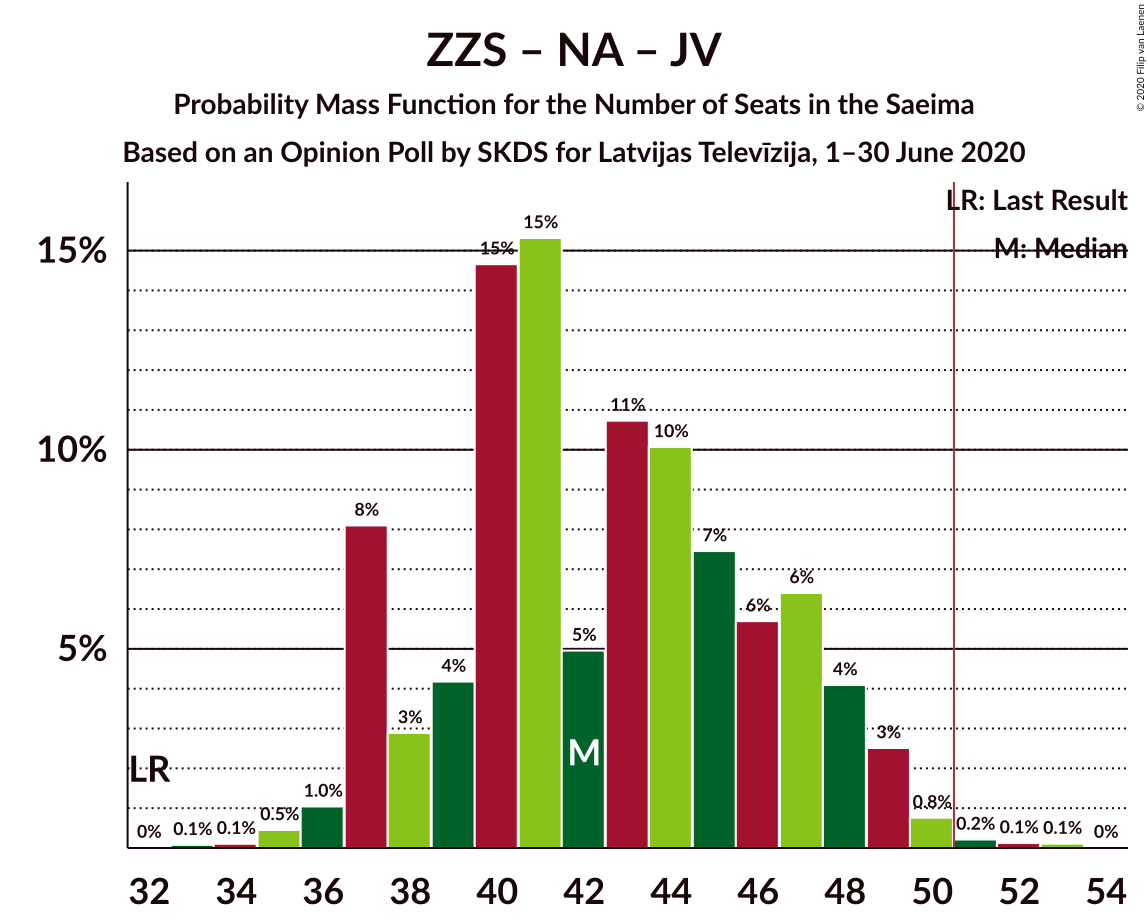 ZZS – NA – JV
Probability Mass Function for the Number of Seats in the Saeima
Based on an Opinion Poll by SKDS for Latvijas Televīzija, 1–30 June 2020
© 2020 Filip van Laenen
LR: Last Result
M: Median
15%
10%
5%
0%
0.1%
0.1%
0.5%
1.0%
8%
3%
4%
15%
15%
5%
11%
10%
7%
6%
6%
4%
3%
0.8%
0.2%
0.1%
0.1%
0%
LR
M
32 34 36 38 40 42 44 46 48 50 52 54